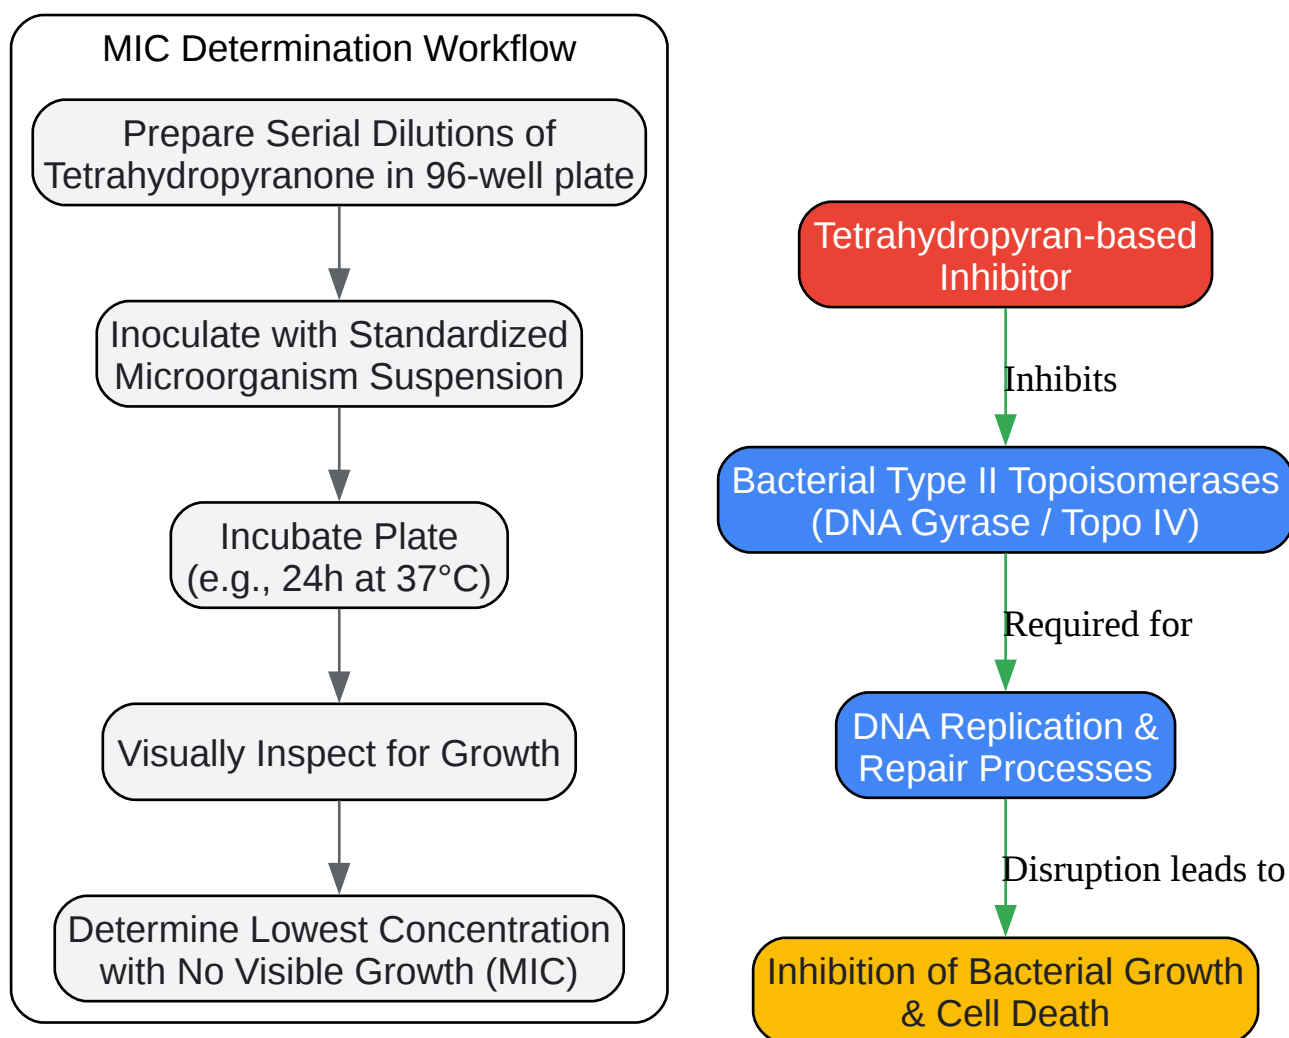 MIC Determination Workflow
Prepare Serial Dilutions of
Tetrahydropyranone in 96-well plate
Inoculate with Standardized
Microorganism Suspension
Incubate Plate
(e.g., 24h at 37°C)
Visually Inspect for Growth
Determine Lowest Concentration
with No Visible Growth (MIC)
Tetrahydropyran-based
Inhibitor
Inhibits
Bacterial Type II Topoisomerases
(DNA Gyrase / Topo IV)
Required for
DNA Replication &
Repair Processes
Disruption leads to
Inhibition of Bacterial Growth
& Cell Death